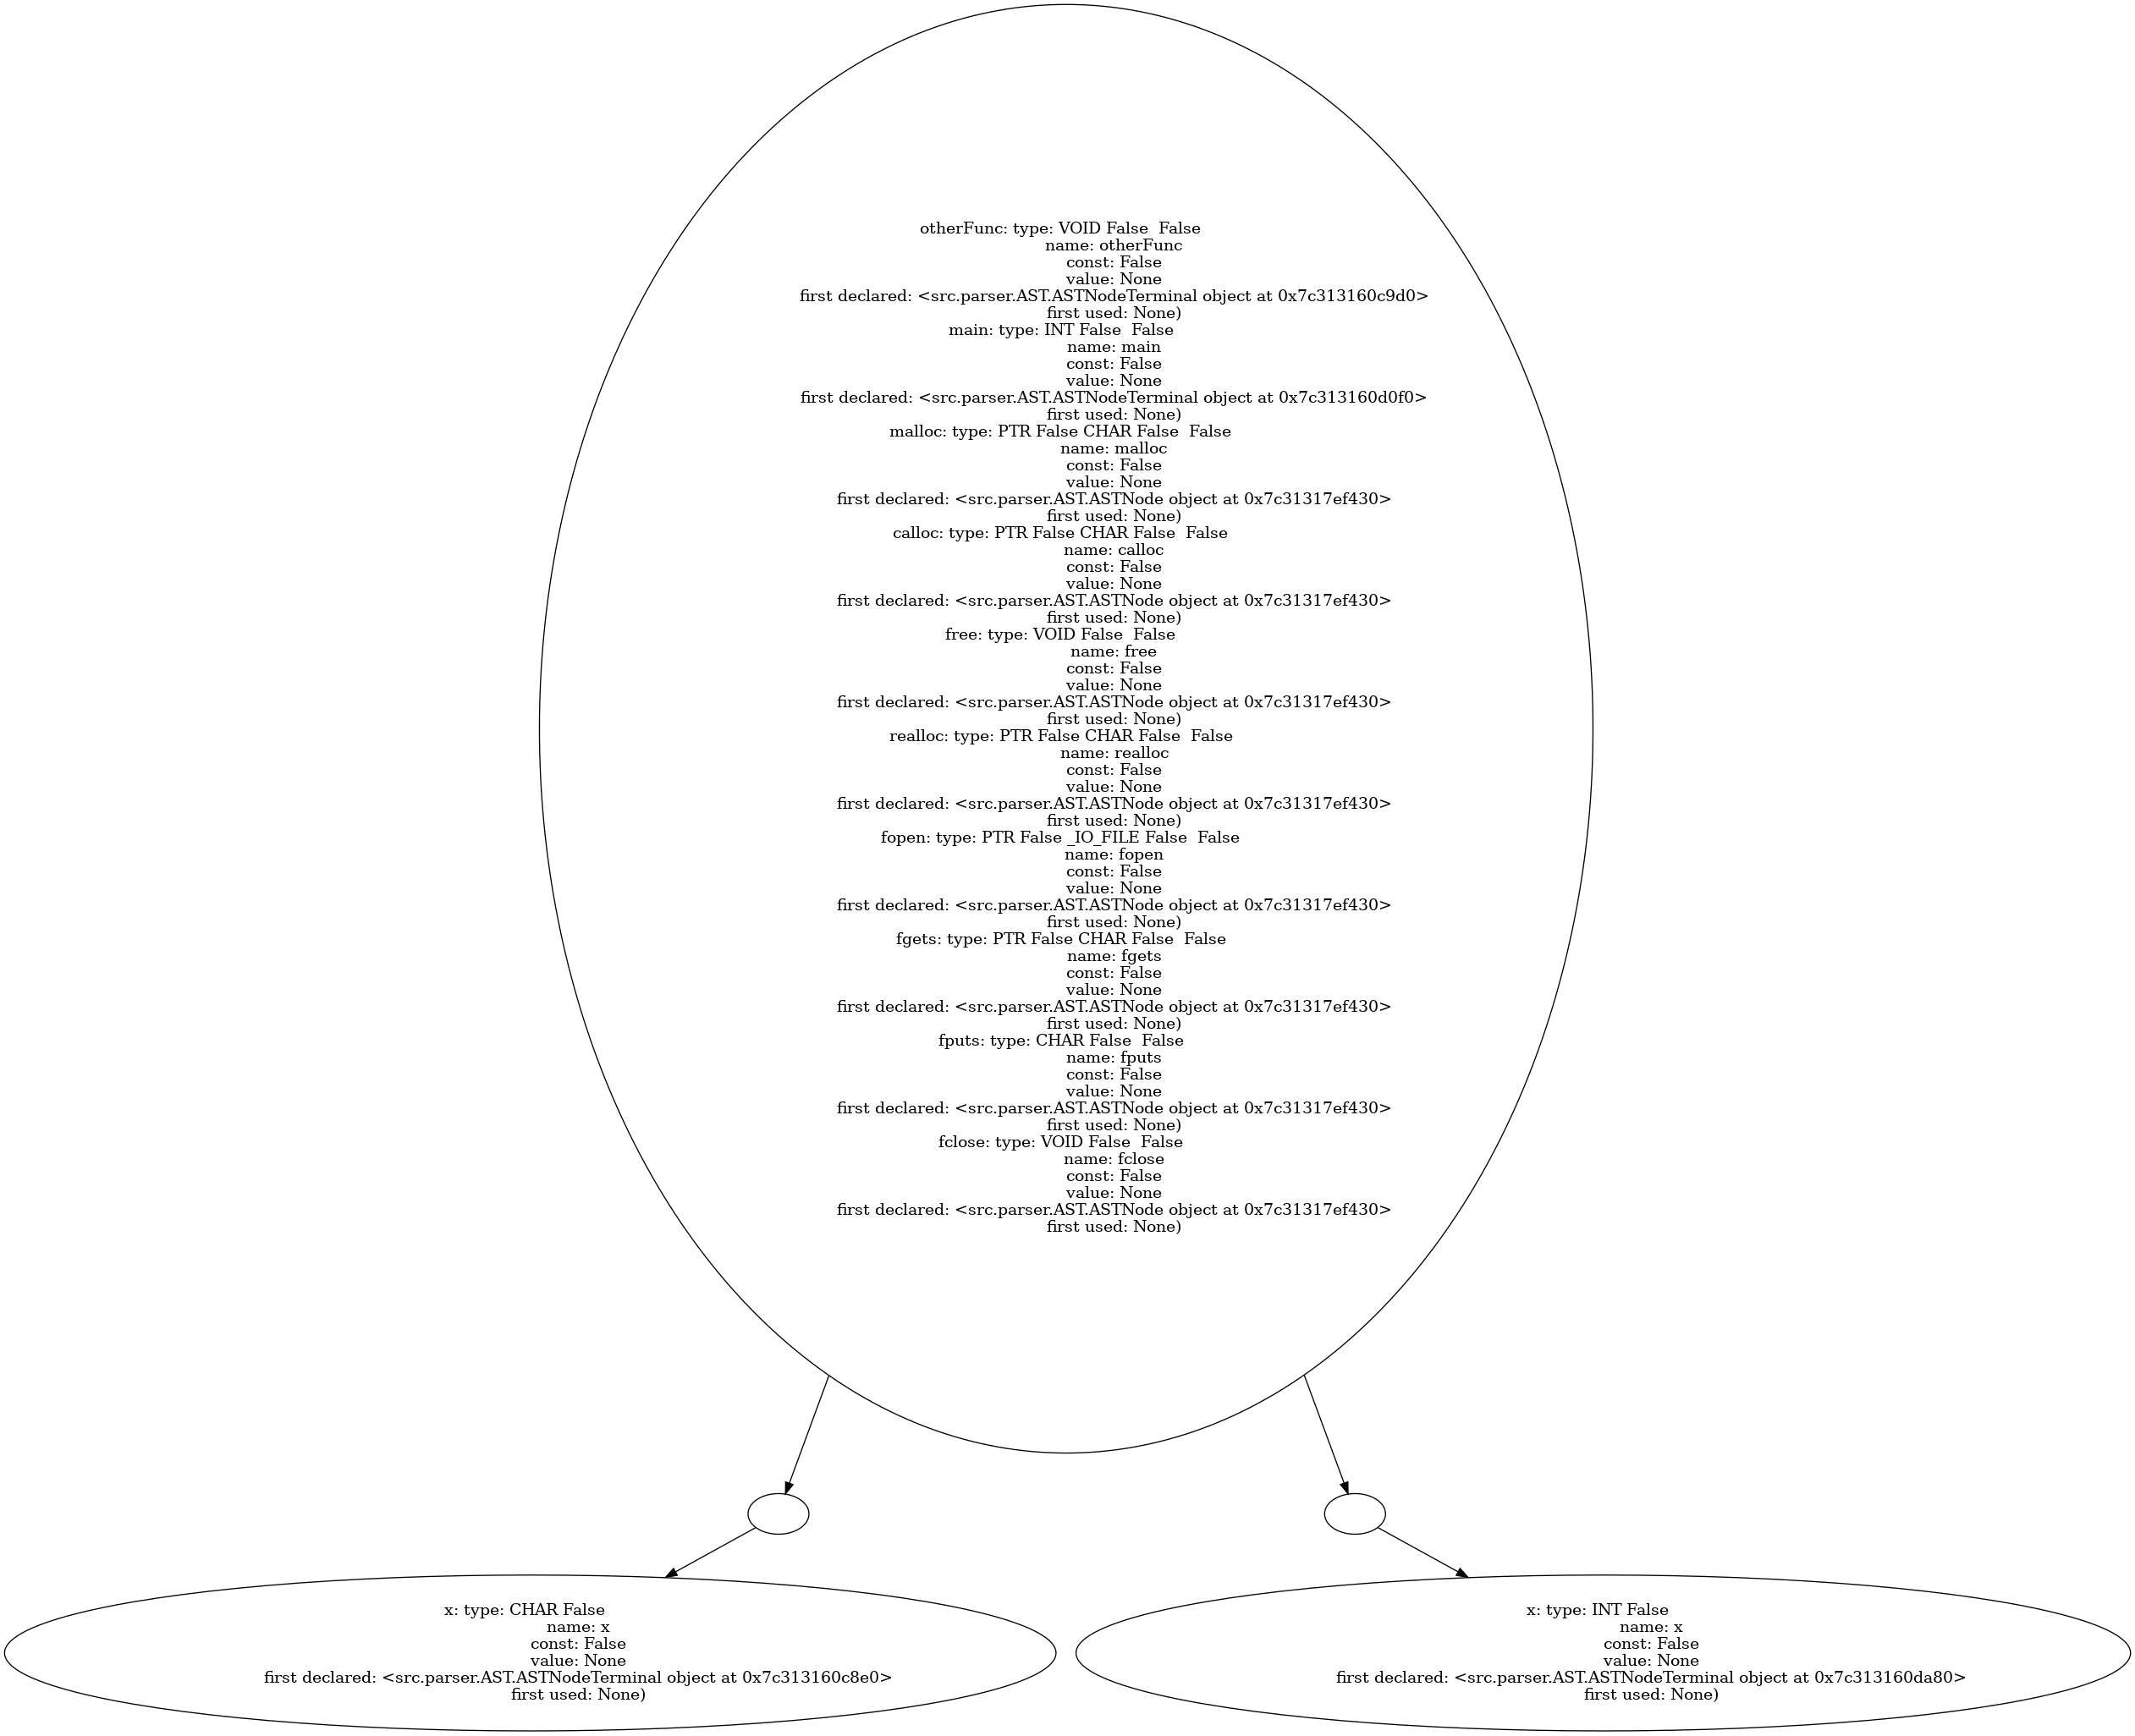 otherFunc: type: VOID False  False
name: otherFunc
const: False
value: None
first declared: <src.parser.AST.ASTNodeTerminal object at 0x7c313160c9d0>
first used: None)
main: type: INT False  False
name: main
const: False
value: None
first declared: <src.parser.AST.ASTNodeTerminal object at 0x7c313160d0f0>
first used: None)
malloc: type: PTR False CHAR False  False
name: malloc
const: False
value: None
first declared: <src.parser.AST.ASTNode object at 0x7c31317ef430>
first used: None)
calloc: type: PTR False CHAR False  False
name: calloc
const: False
value: None
first declared: <src.parser.AST.ASTNode object at 0x7c31317ef430>
first used: None)
free: type: VOID False  False
name: free
const: False
value: None
first declared: <src.parser.AST.ASTNode object at 0x7c31317ef430>
first used: None)
realloc: type: PTR False CHAR False  False
name: realloc
const: False
value: None
first declared: <src.parser.AST.ASTNode object at 0x7c31317ef430>
first used: None)
fopen: type: PTR False _IO_FILE False  False
name: fopen
const: False
value: None
first declared: <src.parser.AST.ASTNode object at 0x7c31317ef430>
first used: None)
fgets: type: PTR False CHAR False  False
name: fgets
const: False
value: None
first declared: <src.parser.AST.ASTNode object at 0x7c31317ef430>
first used: None)
fputs: type: CHAR False  False
name: fputs
const: False
value: None
first declared: <src.parser.AST.ASTNode object at 0x7c31317ef430>
first used: None)
fclose: type: VOID False  False
name: fclose
const: False
value: None
first declared: <src.parser.AST.ASTNode object at 0x7c31317ef430>
first used: None)
x: type: CHAR False
name: x
const: False
value: None
first declared: <src.parser.AST.ASTNodeTerminal object at 0x7c313160c8e0>
first used: None)
x: type: INT False
name: x
const: False
value: None
first declared: <src.parser.AST.ASTNodeTerminal object at 0x7c313160da80>
first used: None)